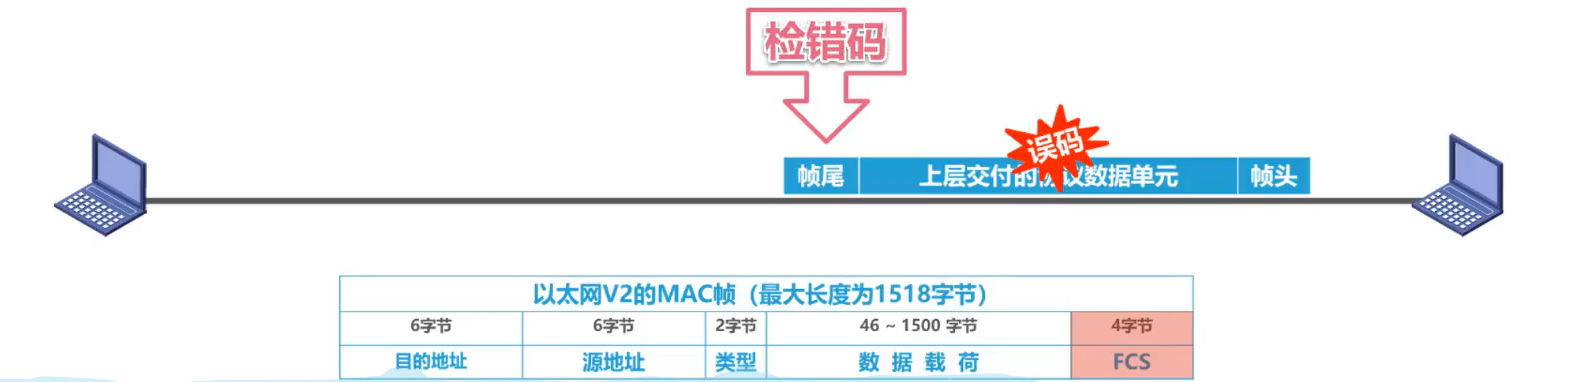 检错码
误码
帧尾 上层交付的协议数据单元 帧头
以太网V2的MAC帧（最大长度为1518字节）
6字节 6字节 2字节 46 ~ 1500 字节 4字节
目的地址 源地址 类型 数 据 载 荷 FCS